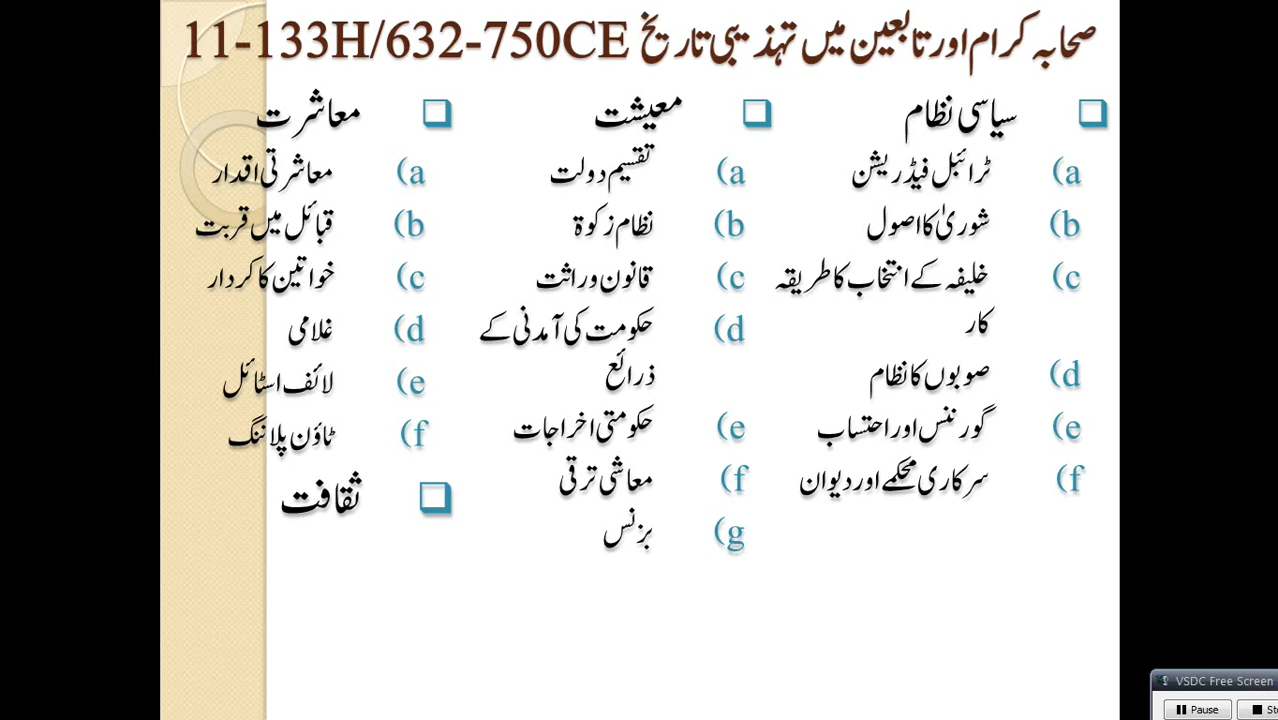 صحابہ کرام اور تابعین میں تہذیبی تاریخ 11-133H/632-750CE
سیاسی نظام
a) ٹرائبل فیڈریشن
b) شوریٰ کا اصول
c) خلیفہ کے انتخاب کا طریقہ
کار
d) صوبوں کا نظام
e) گورننس اور احتساب
f) سرکاری محکمے اور دیوان
معیشت
a) تقسیم دولت
b) نظام زکوۃ
c) قانون وراثت
d) حکومت کی آمدنی کے
ذرائع
e) حکومتی اخراجات
f) معاشی ترقی
g) بزنس
معاشرت
a) معاشرتی اقدار
b) قبائل میں قربت
c) خواتین کا کردار
d) غلامی
e) لائف اسٹائل
f) ٹاؤن پلاننگ
ثقافت
VSDC Free Screen
Pause